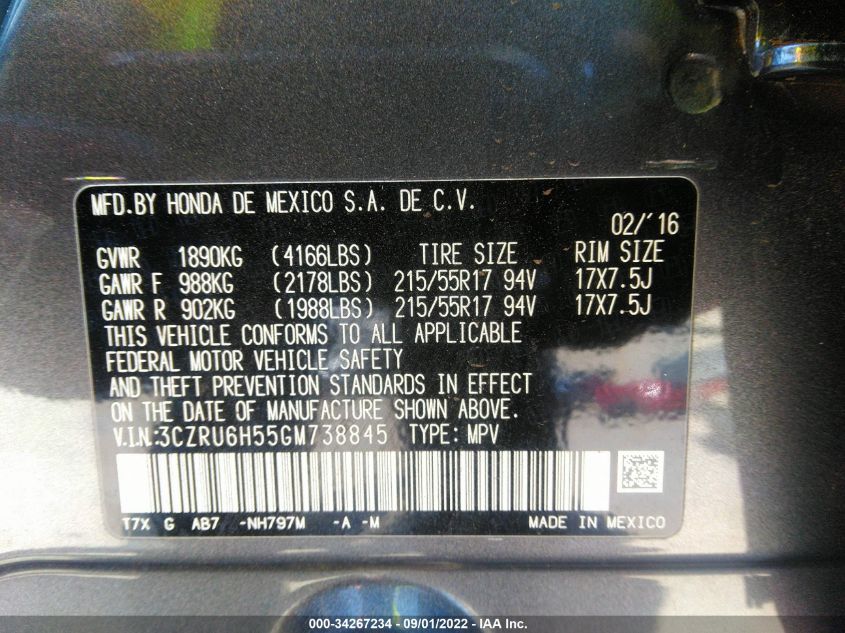 MFD.BY HONDA DE MEXICO S.A. DE C.V.
02/'16
GVWR 1890KG (4166LBS) TIRE SIZE RIM SIZE
GAWR F 988KG (2178LBS) 215/55R17 94V 17X7.5J
GAWR R 902KG (1988LBS) 215/55R17 94V 17X7.5J
THIS VEHICLE CONFORMS TO ALL APPLICABLE
FEDERAL MOTOR VEHICLE SAFETY
AND THEFT PREVENTION STANDARDS IN EFFECT
ON THE DATE OF MANUFACTURE SHOWN ABOVE.
V.I.N.:3CZRU6H55GM738845 TYPE: MPV
T7X G AB7 -NH797M -A -M MADE IN MEXICO
000-34267234 - 09/01/2022 - IAA Inc.